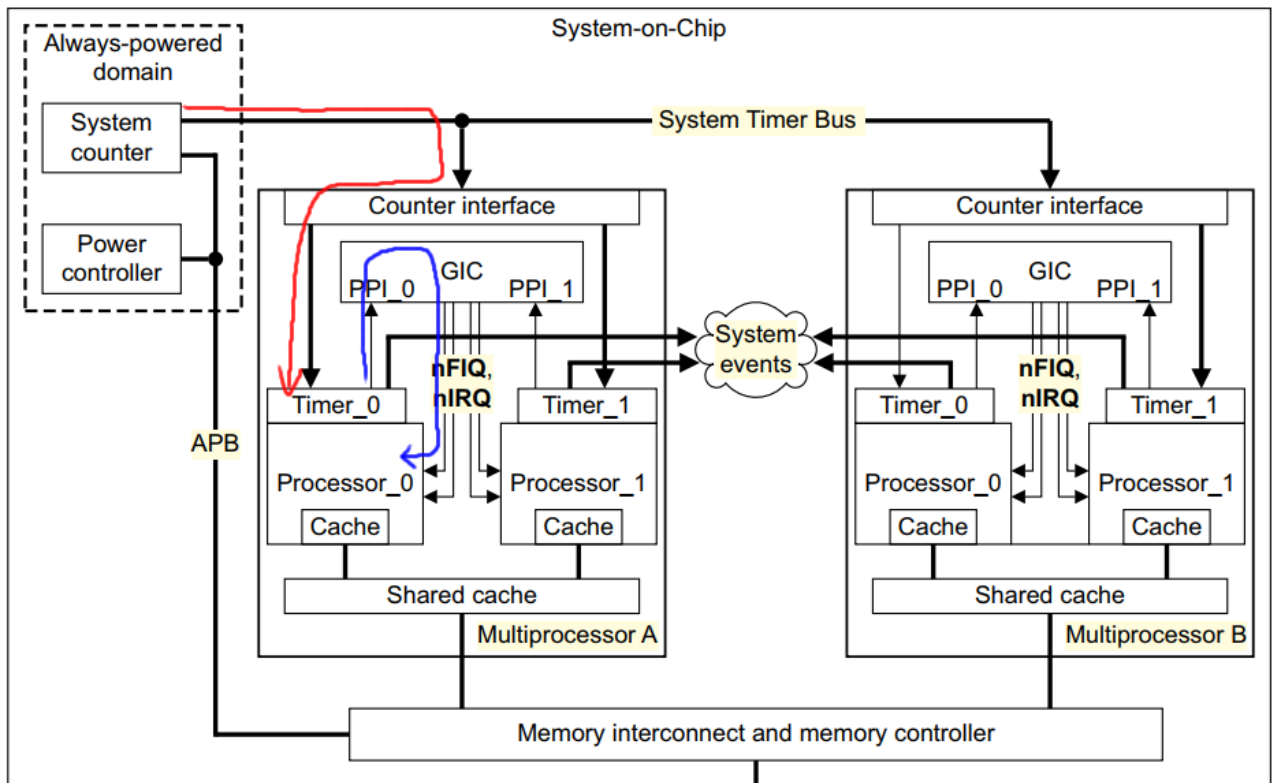 System-on-Chip
Always-powered
domain
System
counter
Power
controller
System Timer Bus
APB
Counter interface
GIC
PPI_0
PPI_1
nFIQ,
nIRQ
Timer_0
Timer_1
Processor_0
Processor_1
Cache
Cache
Shared cache
Multiprocessor A
System
events
Counter interface
GIC
PPI_0
PPI_1
nFIQ,
nIRQ
Timer_0
Timer_1
Processor_0
Processor_1
Cache
Cache
Shared cache
Multiprocessor B
Memory interconnect and memory controller